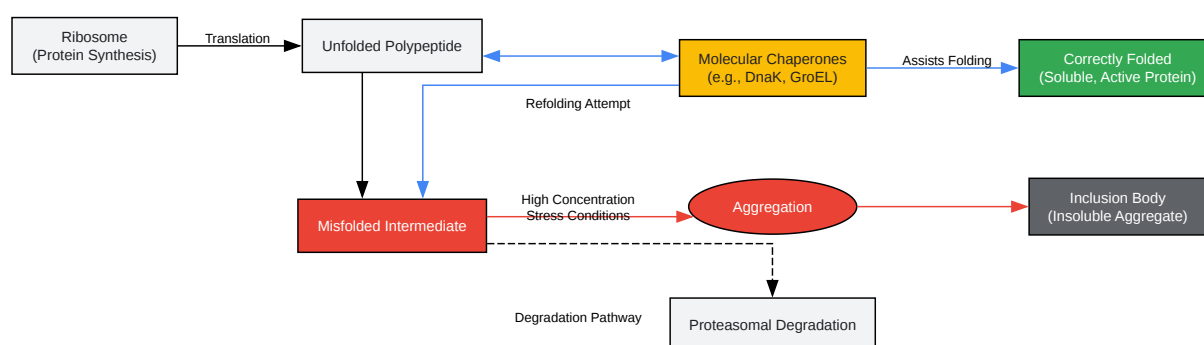 Ribosome
(Protein Synthesis)
Translation
Unfolded Polypeptide
Molecular Chaperones
(e.g., DnaK, GroEL)
Assists Folding
Correctly Folded
(Soluble, Active Protein)
Refolding Attempt
Misfolded Intermediate
High Concentration
Stress Conditions
Aggregation
Inclusion Body
(Insoluble Aggregate)
Degradation Pathway
Proteasomal Degradation